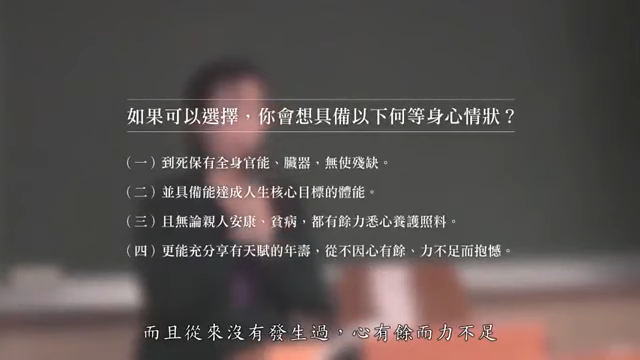 如果可以選擇，你會想具備以下何等身心情狀？
（一）到死保有全身官能、臟器，無使殘缺。
（二）並具備能達成人生核心目標的體能。
（三）且無論親人安康、貧病，都有餘力悉心養護照料。
（四）更能充分享有天賦的年壽，從不因心有餘、力不足而抱憾。
而且從來沒有發生過，心有餘而力不足